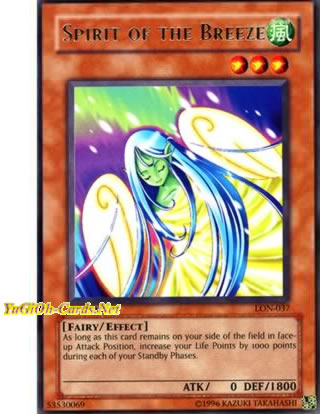 Spirit of the Breeze 風
YuGiOh-Cards.Net
LON-037
[Fairy/Effect]
As long as this card remains on your side of the field in face-
up Attack Position, increase your Life Points by 1000 points
during each of your Standby Phases.
ATK/ 0 DEF/1800
53530069 ©1996 KAZUKI TAKAHASHI